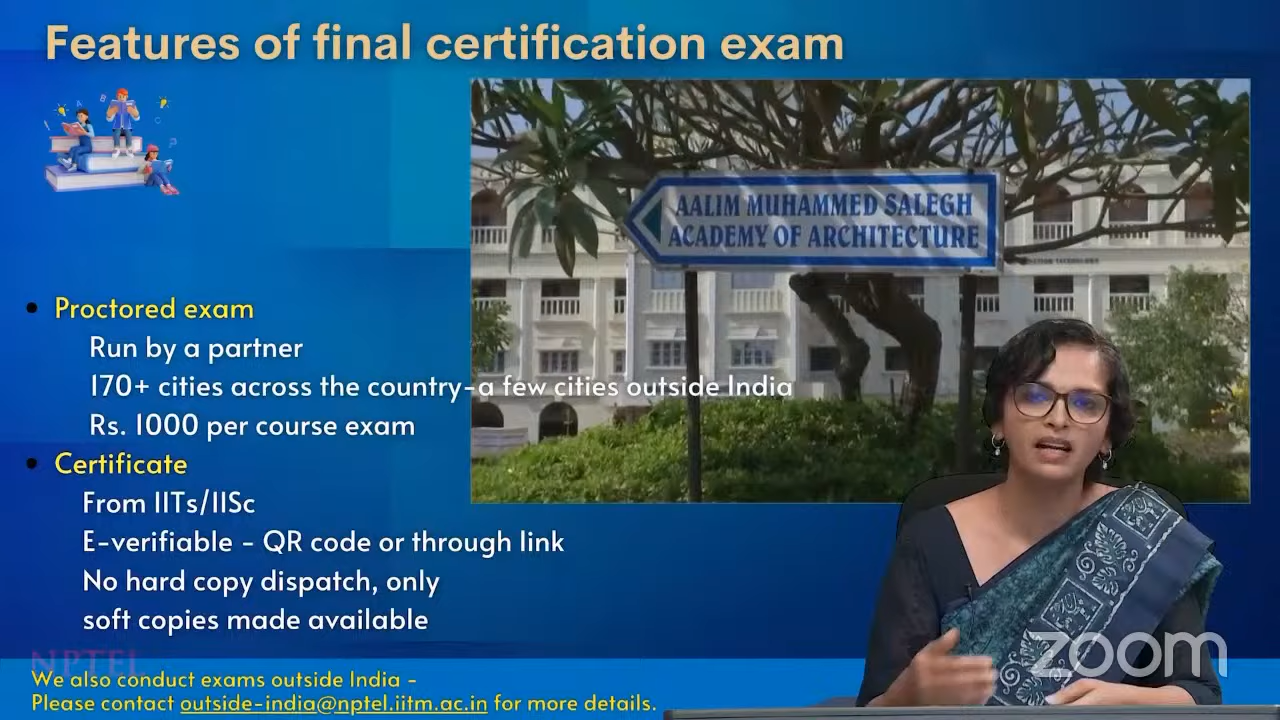 Features of final certification exam
AALIM MUHAMMED SALEGH
ACADEMY OF ARCHITECTURE
Proctored exam
Run by a partner
170+ cities across the country-a few cities outside India
Rs. 1000 per course exam
Certificate
From IITs/IISc
E-verifiable - QR code or through link
No hard copy dispatch, only
soft copies made available
NPTEL
We also conduct exams outside India -
Please contact outside-india@nptel.iitm.ac.in for more details.
zoom